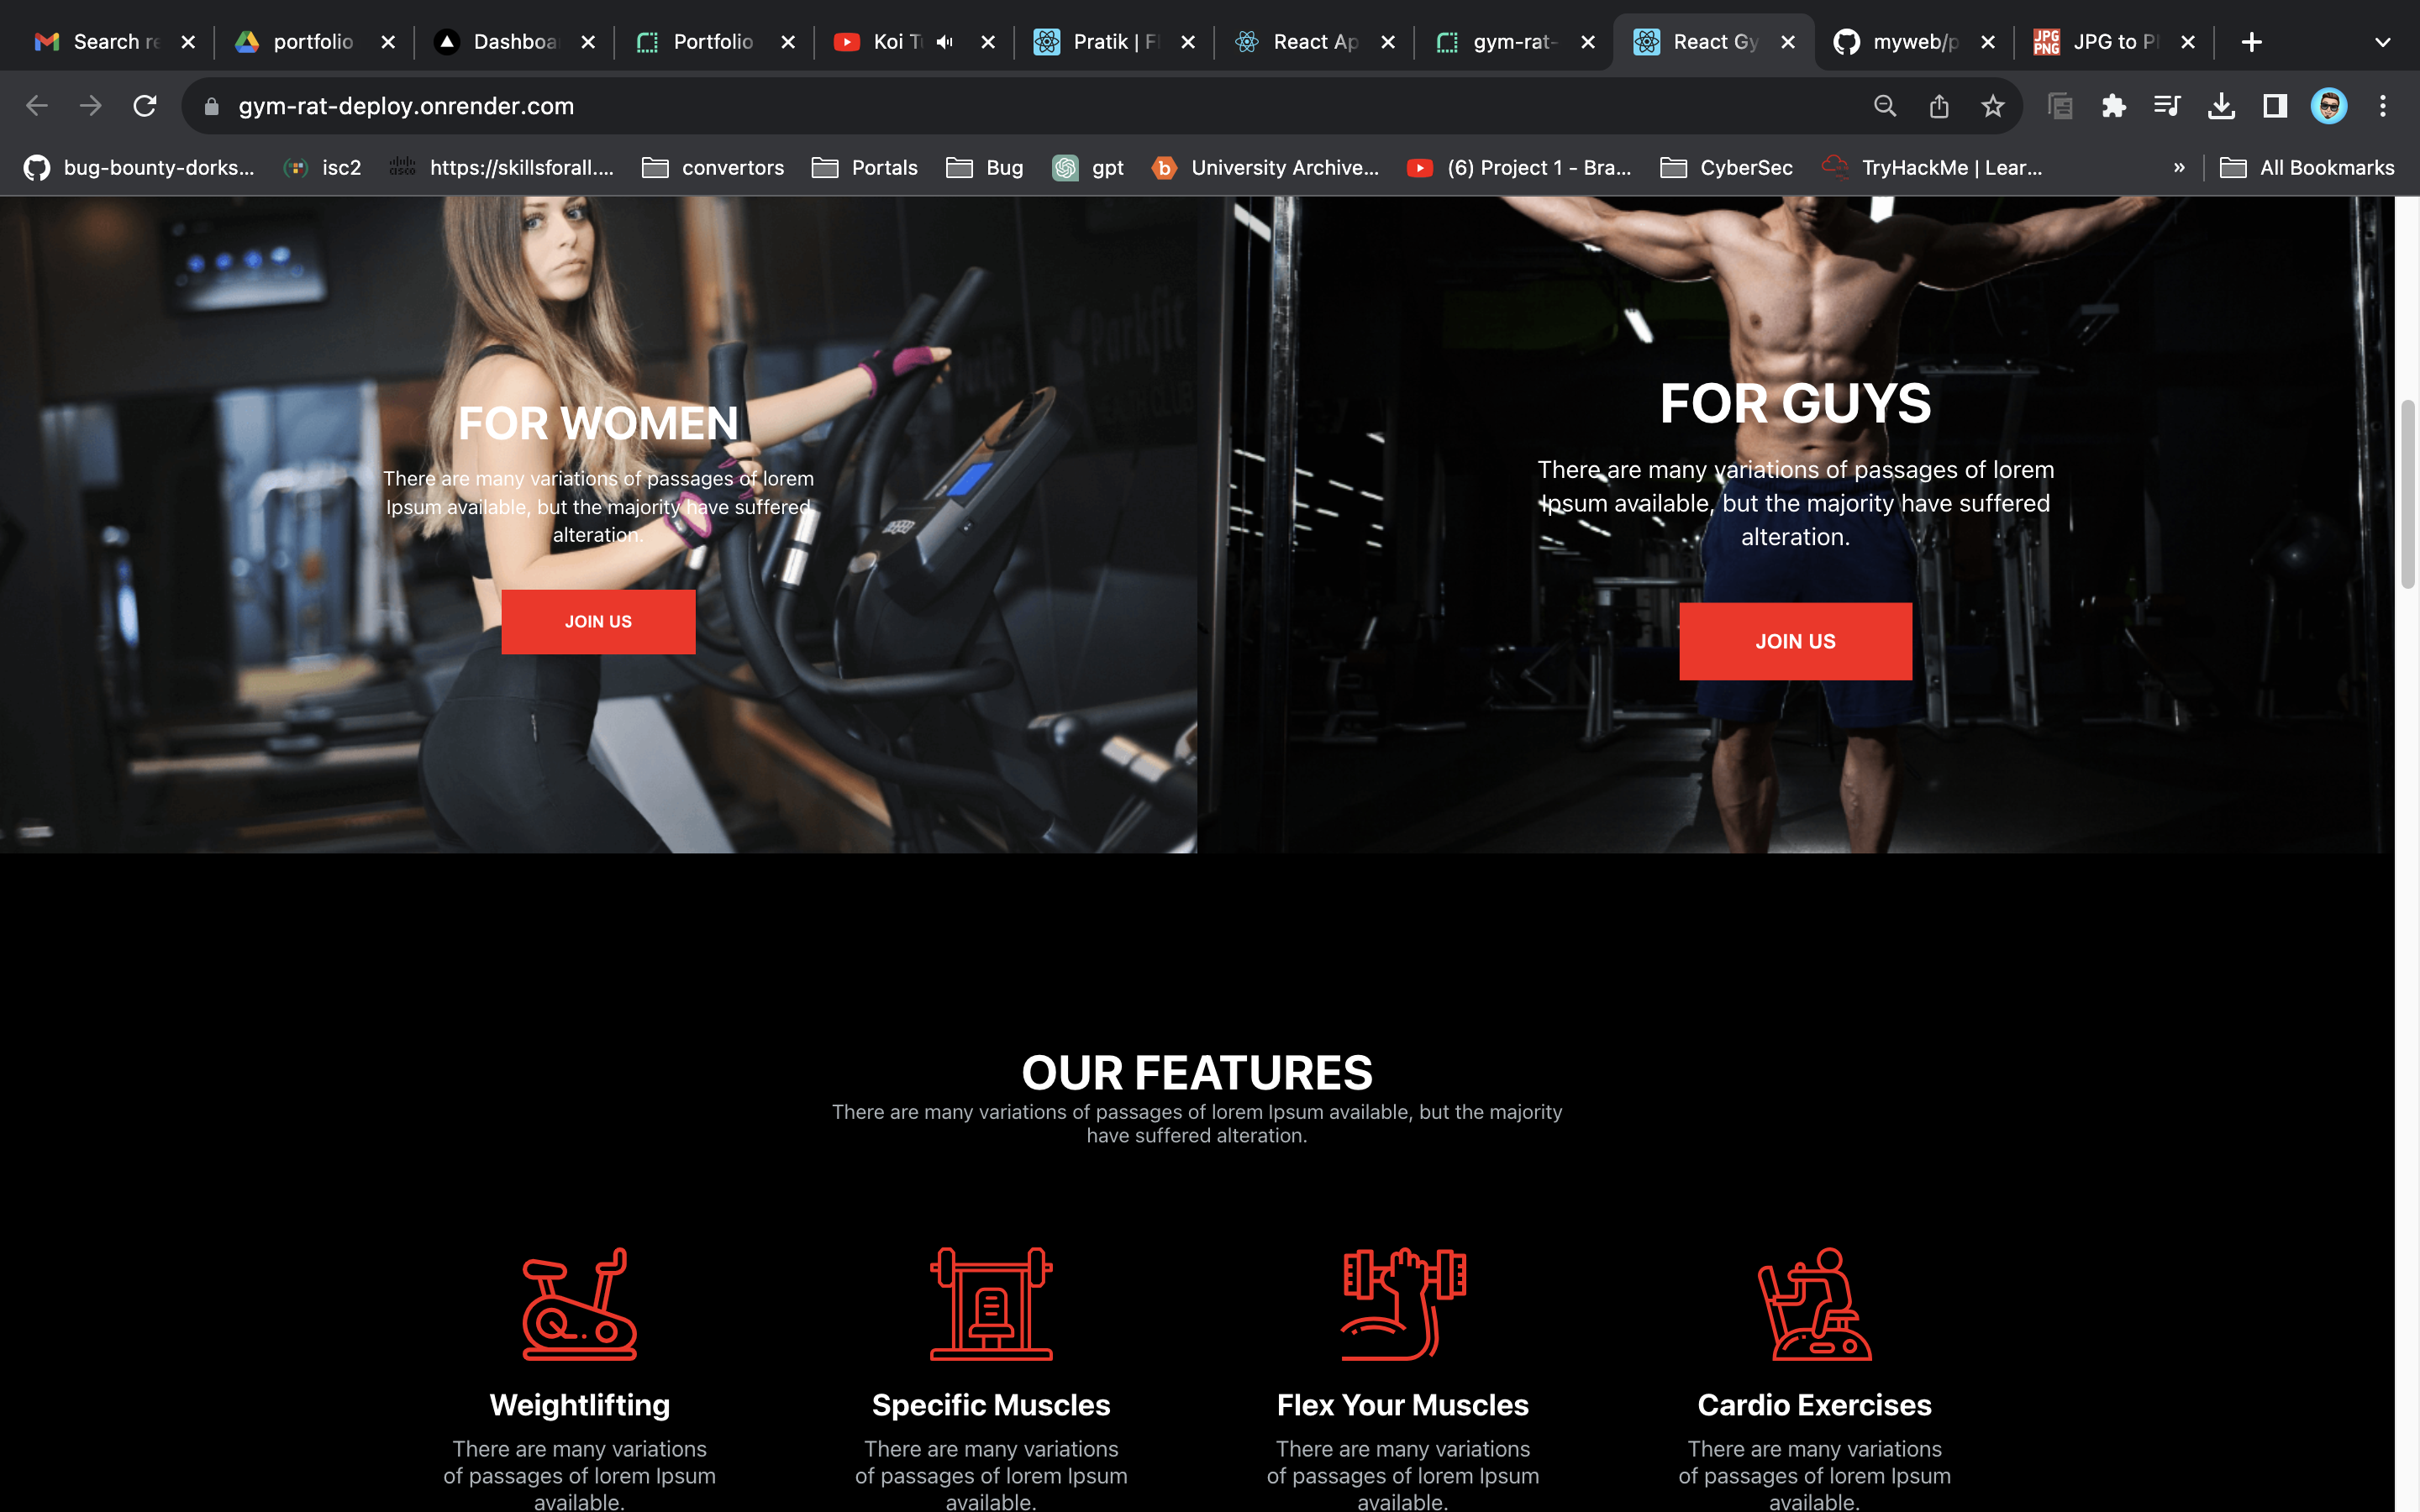 Search re
portfolio
Dashboa
Portfolio
Koi T
Pratik | F
React Ap
gym-rat-
React Gy
myweb/p
JPG to P
gym-rat-deploy.onrender.com
bug-bounty-dorks...
isc2
https://skillsforall....
convertors
Portals
Bug
gpt
University Archive...
(6) Project 1 - Bra...
CyberSec
TryHackMe | Lear...
»
All Bookmarks
FOR WOMEN
There are many variations of passages of lorem
Ipsum available, but the majority have suffered
alteration.
JOIN US
FOR GUYS
There are many variations of passages of lorem
Ipsum available, but the majority have suffered
alteration.
JOIN US
OUR FEATURES
There are many variations of passages of lorem Ipsum available, but the majority
have suffered alteration.
Weightlifting
There are many variations
of passages of lorem Ipsum
available.
Specific Muscles
There are many variations
of passages of lorem Ipsum
available.
Flex Your Muscles
There are many variations
of passages of lorem Ipsum
available.
Cardio Exercises
There are many variations
of passages of lorem Ipsum
available.